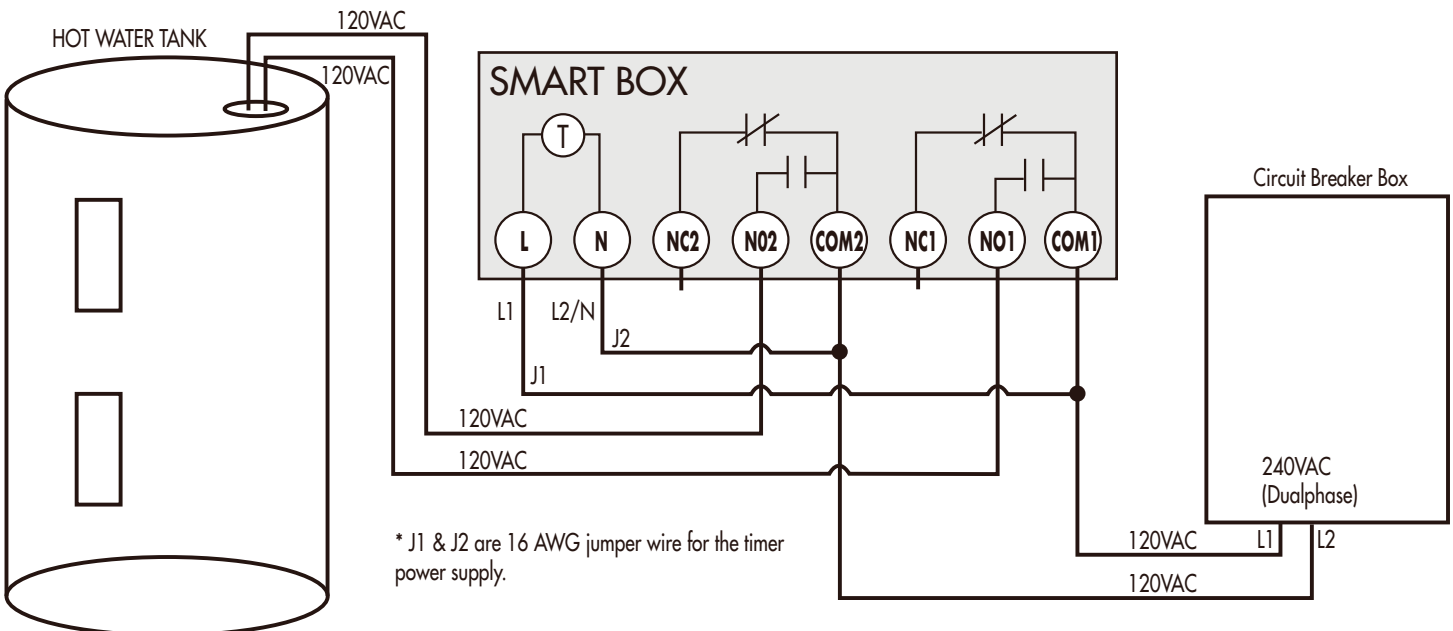 120VAC
HOT WATER TANK
120VAC
SMART BOX
T
Circuit Breaker Box
L
N
NC2
N02
COM2
NC1
NO1
COM1
L1
L2/N
J2
J1
120VAC
120VAC
240VAC
(Dualphase)
* J1 & J2 are 16 AWG jumper wire for the timer
power supply.
120VAC
L1
L2
120VAC